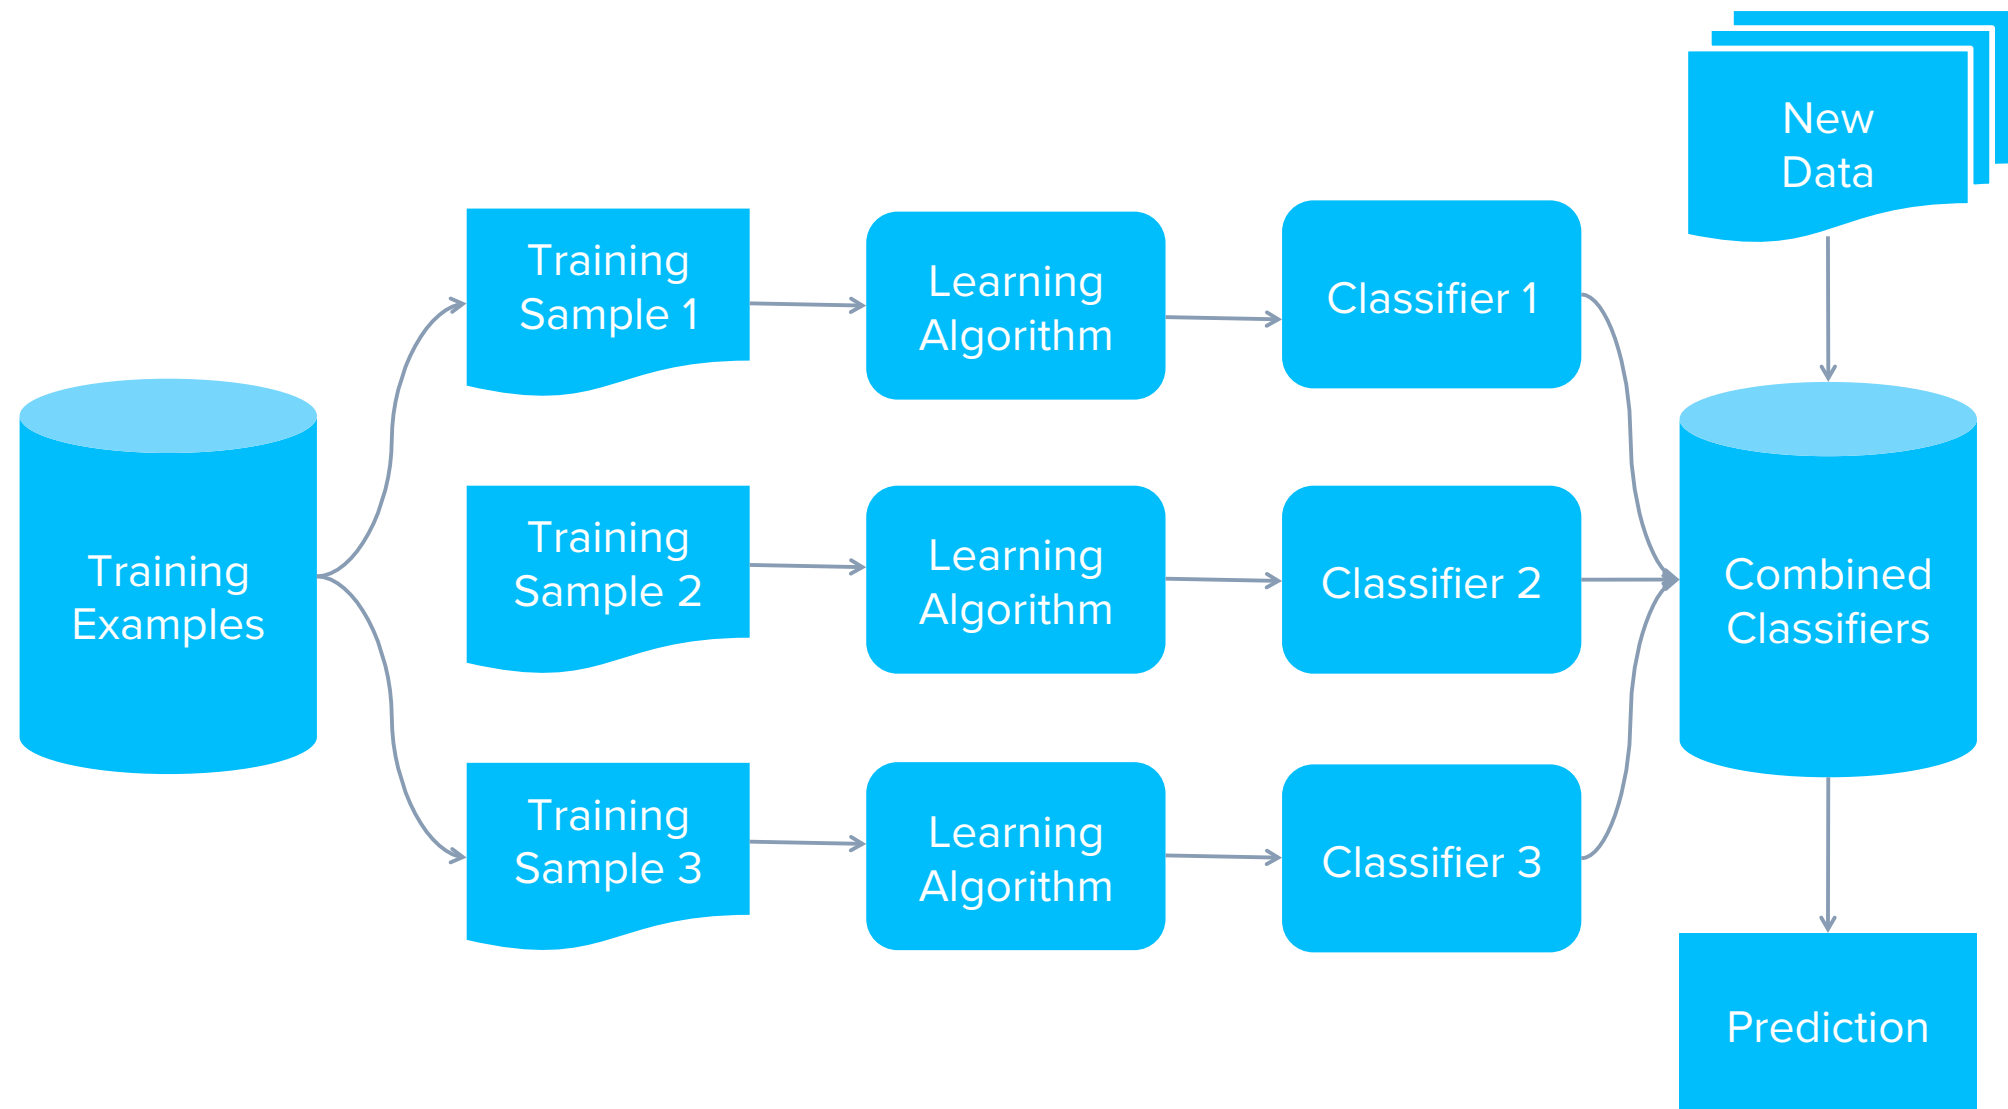 New
Data
Training
Sample 1
Learning
Algorithm
Classifier 1
Training
Examples
Training
Sample 2
Learning
Algorithm
Classifier 2
Combined
Classifiers
Training
Sample 3
Learning
Algorithm
Classifier 3
Prediction